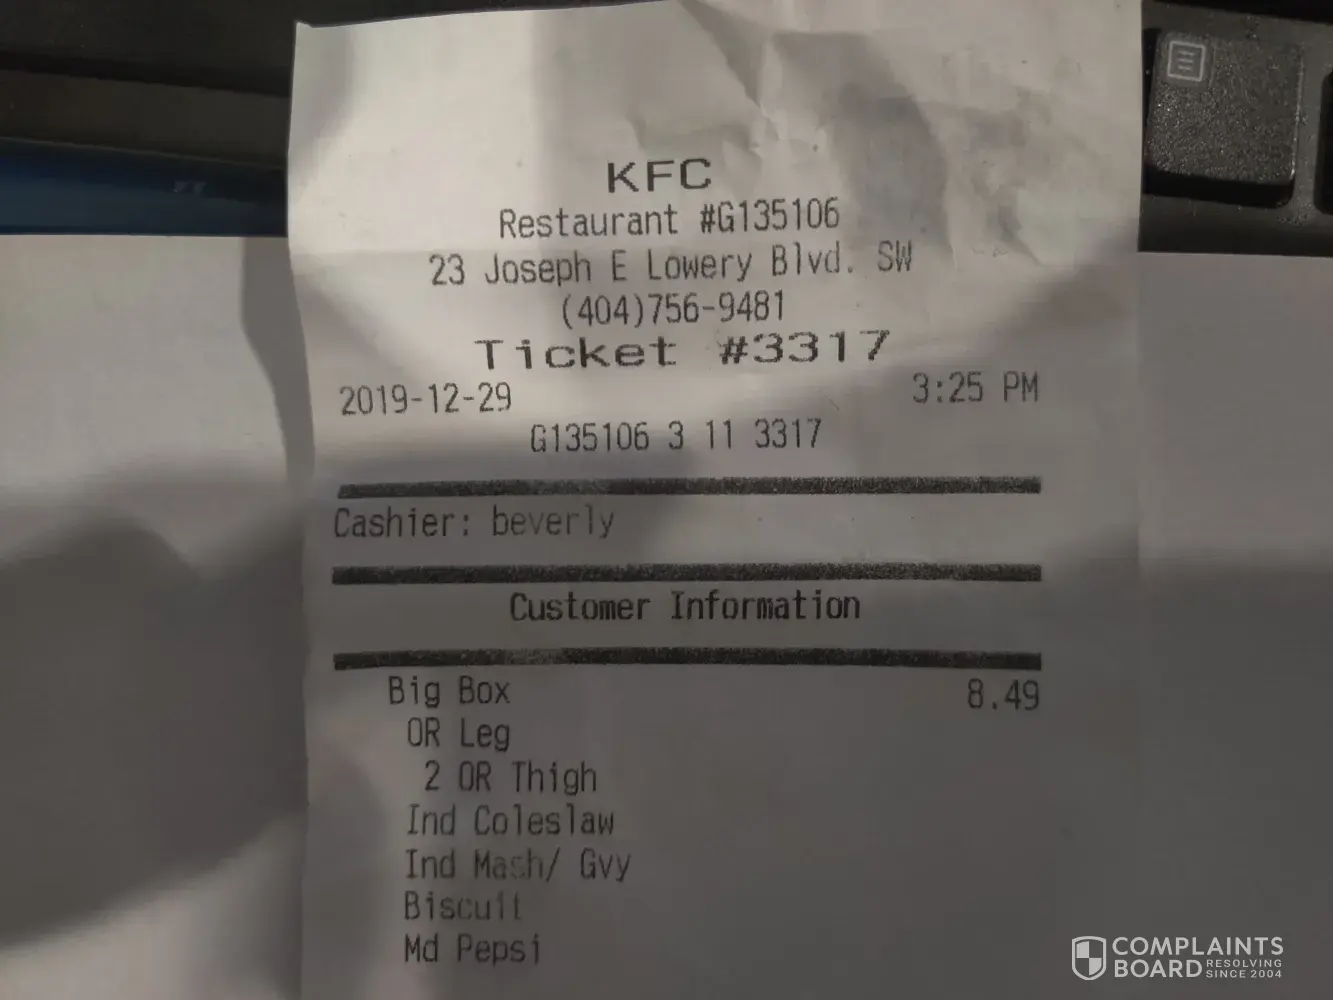 KFC
Restaurant #G135106
23 Joseph E Lowery Blvd. SW
(404)756-9481
Ticket #3317
2019-12-29 3:25 PM
G135106 3 11 3317
Cashier: beverly
Customer Information
Big Box 8.49
OR Leg
2 OR Thigh
Ind Coleslaw
Ind Mash/ Gvy
Biscuit
Md Pepsi
COMPLAINTS
BOARD RESOLVING
SINCE 2004